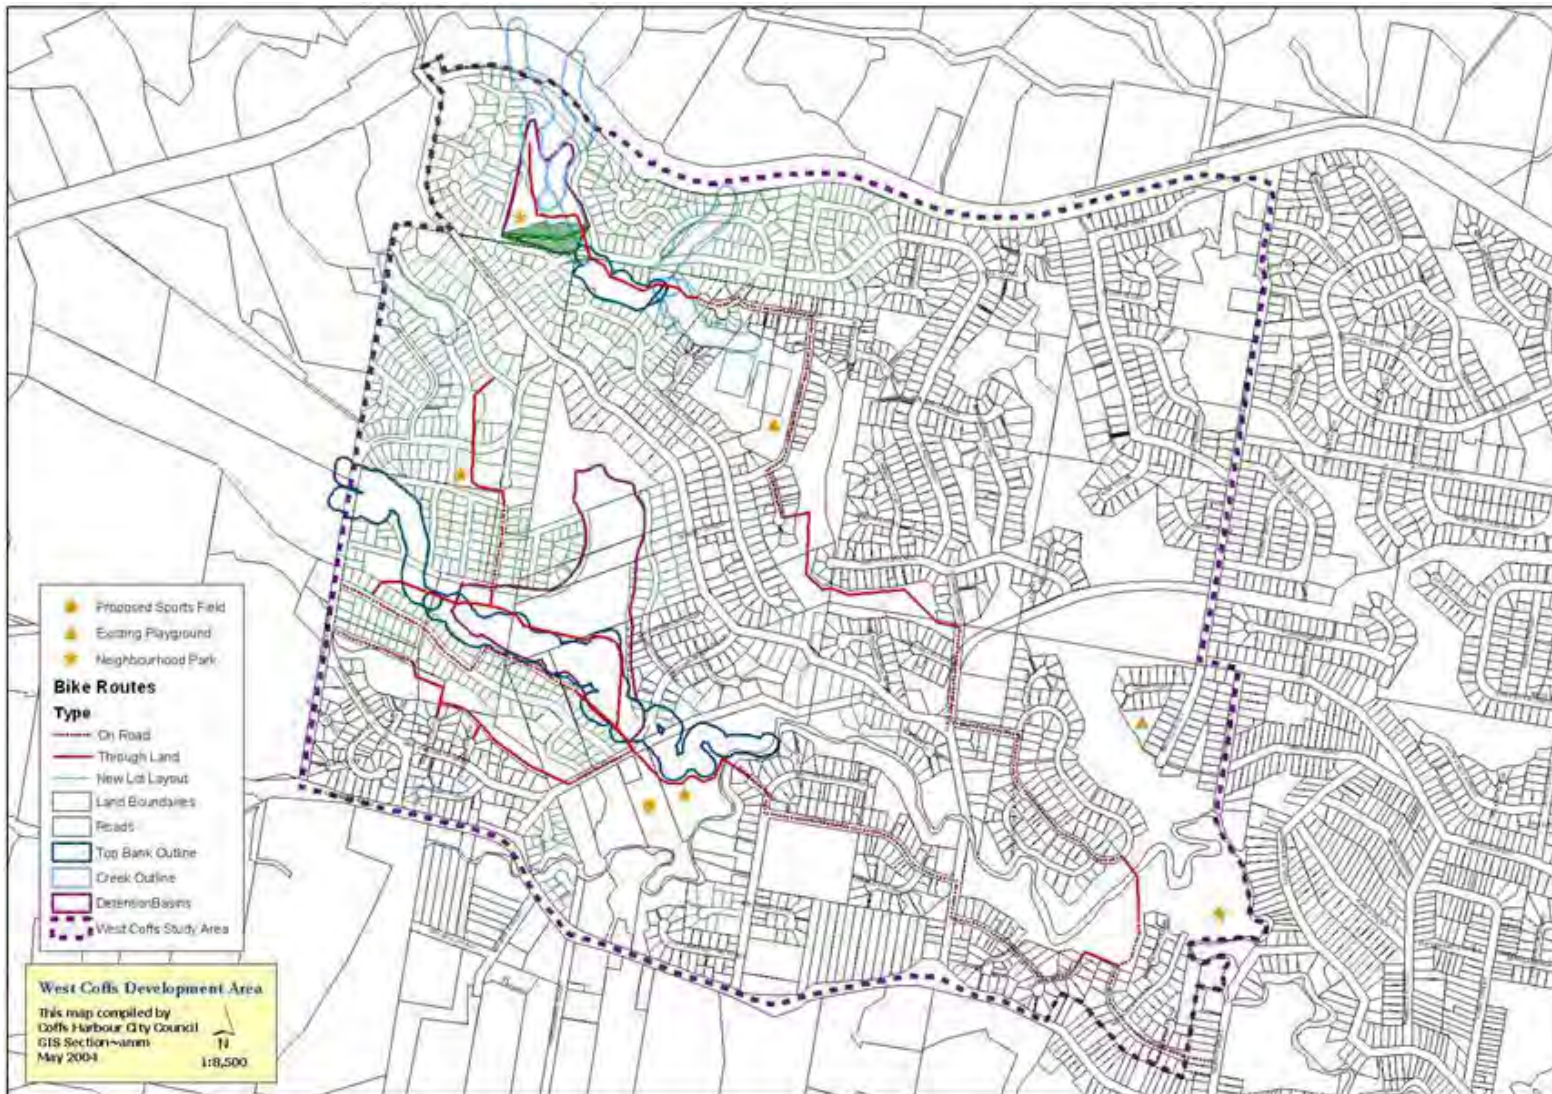 Proposed Sports Field
Existing Playground
Neighbourhood Park
Bike Routes
Type
On Road
Through Land
New Lot Layout
Land Boundaries
Roads
Top Bank Outline
Creek Outline
DetensionBasins
West Coffs Study Area
West Coffs Development Area
This map compiled by
Coffs Harbour City Council
GIS Section~amm
May 2004
N
1:8,500